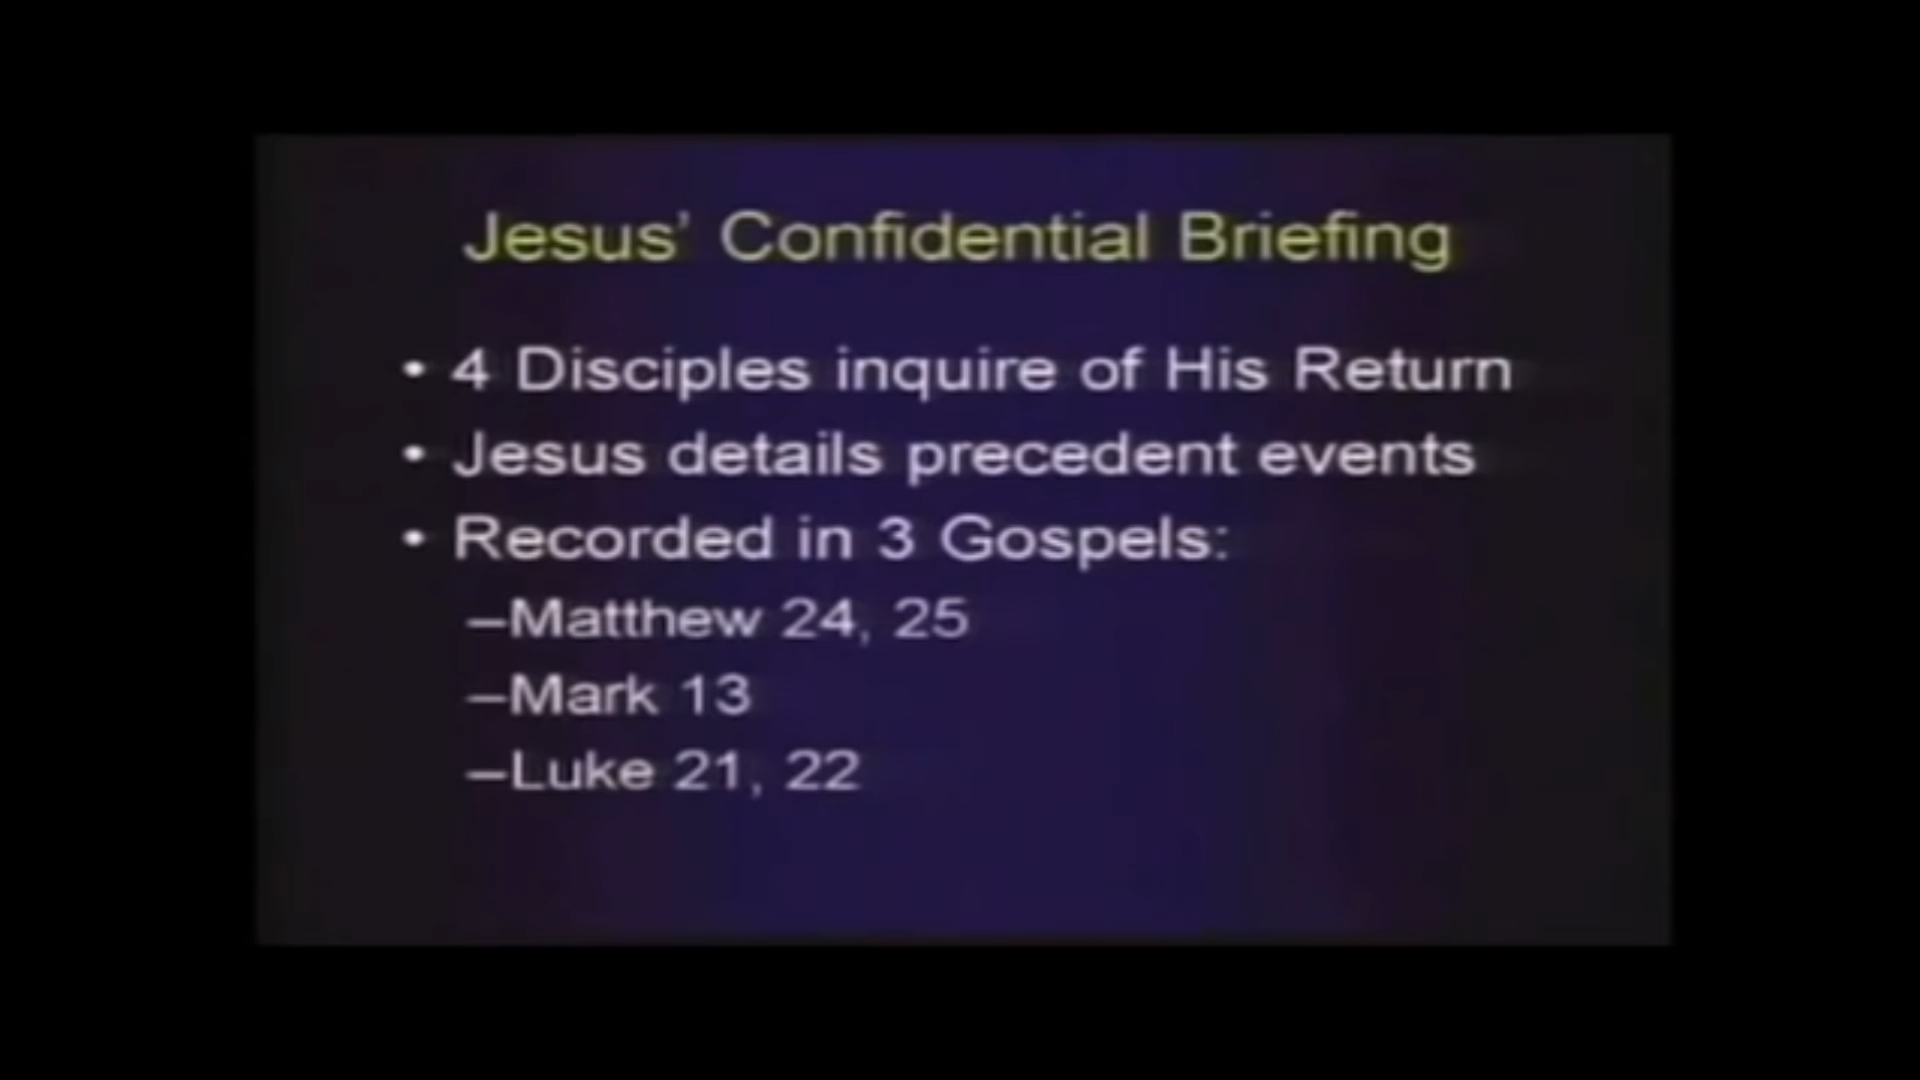 Jesus' Confidential Briefing
• 4 Disciples inquire of His Return
• Jesus details precedent events
• Recorded in 3 Gospels:
–Matthew 24, 25
–Mark 13
–Luke 21, 22